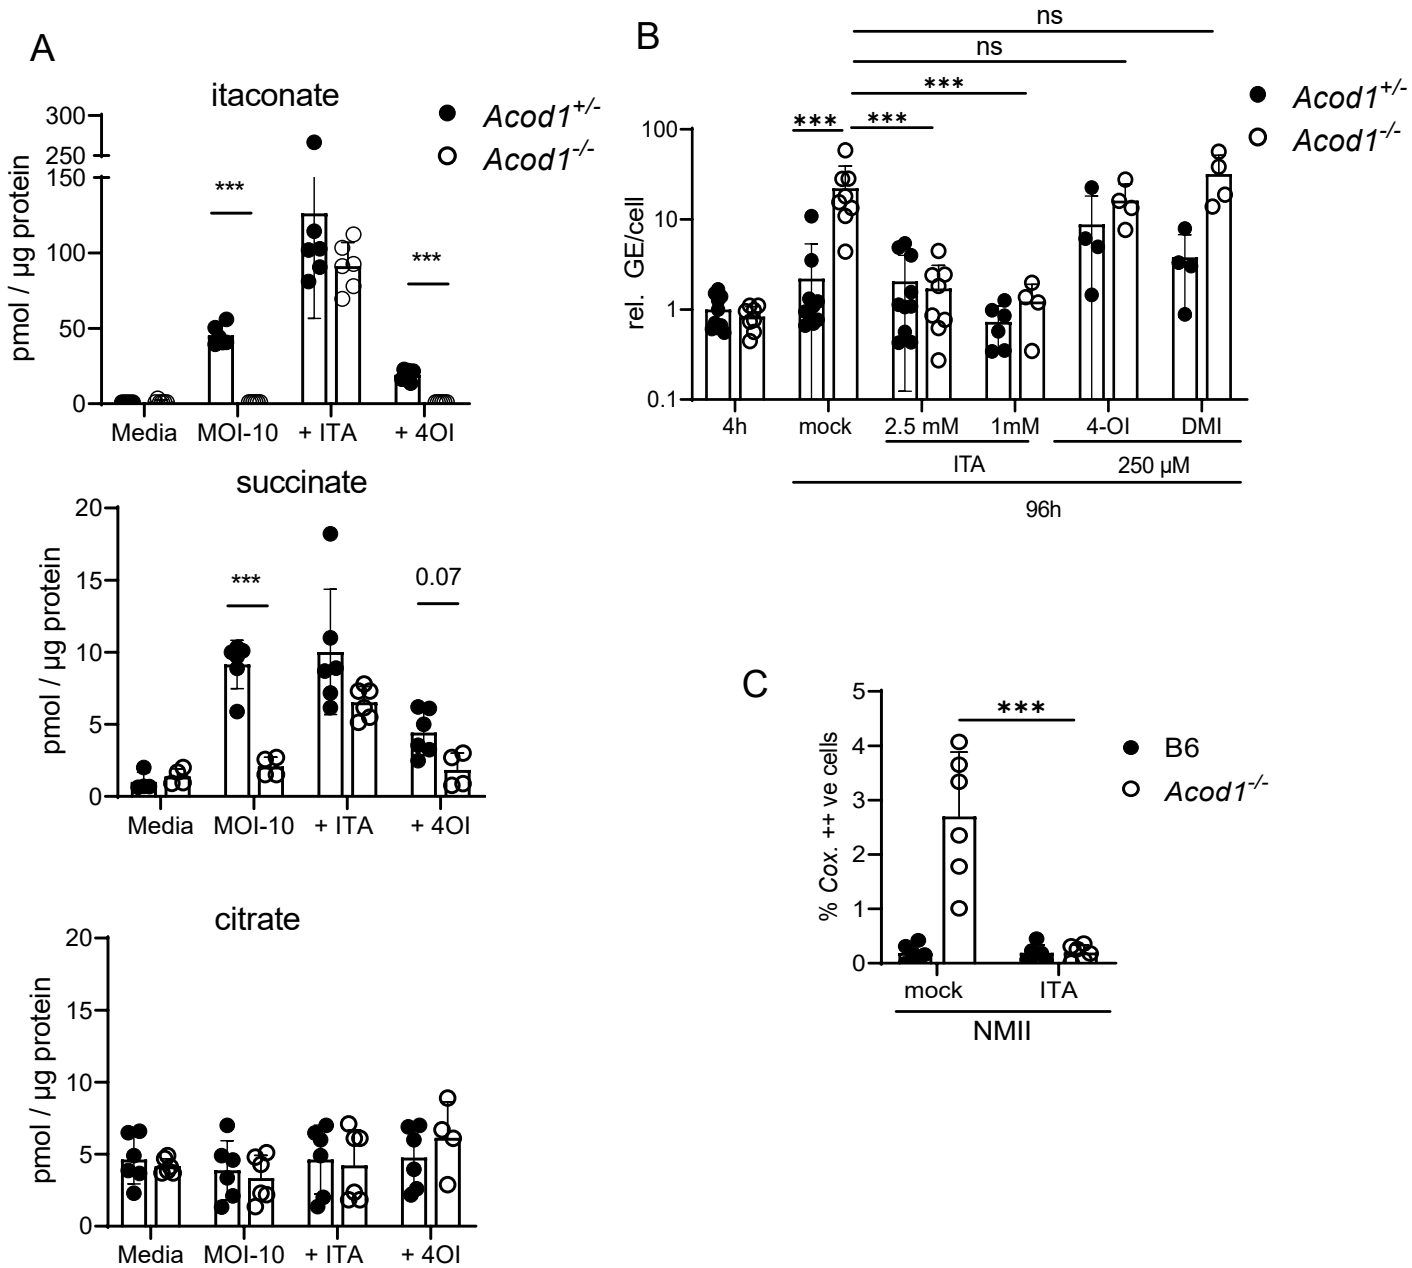 A
itaconate
Acod1+/-
Acod1-/-
pmol / µg protein
300
250
150
100
50
0
***
***
Media MOI-10 + ITA + 4OI
succinate
pmol / µg protein
20
15
10
5
0
***
0.07
Media MOI-10 + ITA + 4OI
citrate
pmol / µg protein
20
15
10
5
0
Media MOI-10 + ITA + 4OI
B
ns
ns
***
*** ***
Acod1+/-
Acod1-/-
rel. GE/cell
100
10
1
0.1
4h mock 2.5 mM 1mM 4-OI DMI
ITA 250 µM
96h
C
% Cox. ++ ve cells
5
4
3
2
1
0
***
B6
Acod1-/-
mock ITA
NMII